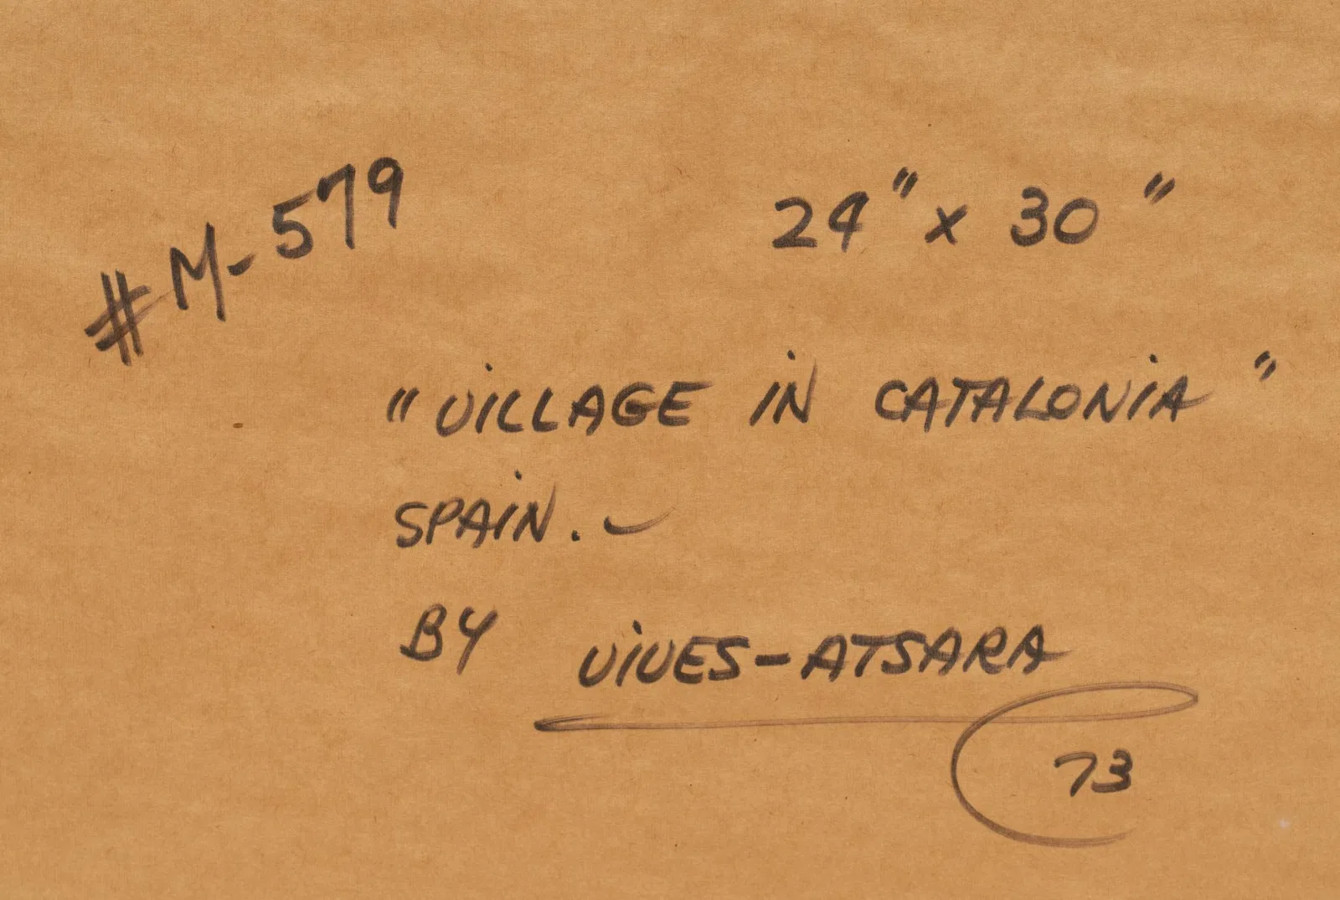 #M-579
24" x 30"
"ViLLAGE iN CATALONiA"
SPAiN.-
BY ViVES-ATSARA
73